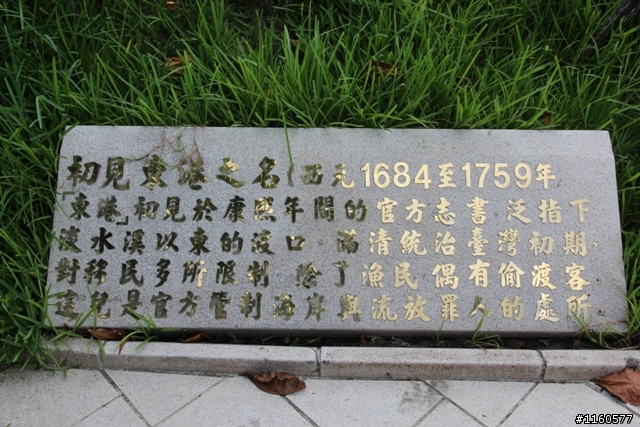 初見東港之名(西元1684至1759年
「東港」初見於康熙年間的官方志書,泛指下
淡水溪以東的港口。滿清統治臺灣初期,
對移民多所限制,除了漁民偶有偷渡客。
這兒是官方管制海岸與流放罪人的處所。
#1160577